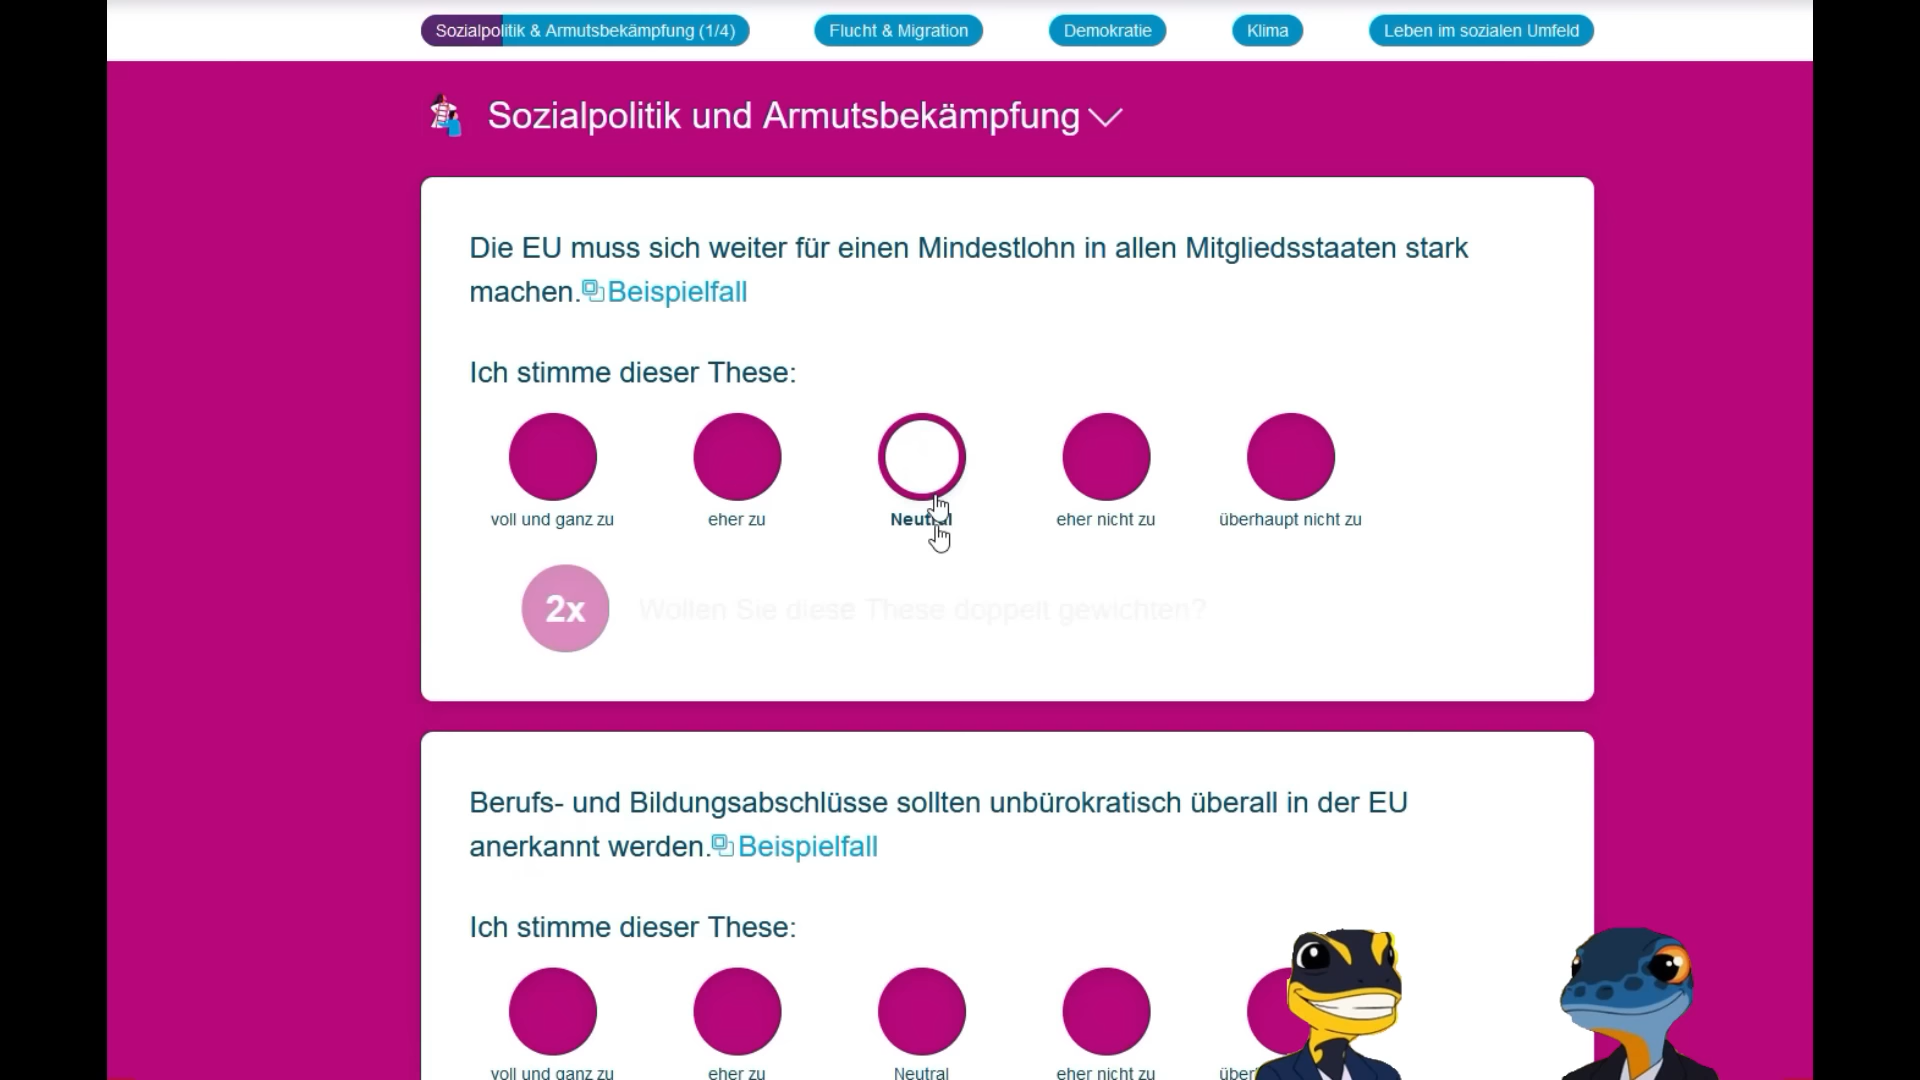 Sozialpolitik & Armutsbekämpfung (1/4) Flucht & Migration Demokratie Klima Leben im sozialen Umfeld
Sozialpolitik und Armutsbekämpfung
Die EU muss sich weiter für einen Mindestlohn in allen Mitgliedsstaaten stark
machen. Beispielfall
Ich stimme dieser These:
voll und ganz zu eher zu Neutral eher nicht zu überhaupt nicht zu
2x Wollen Sie diese These doppelt gewichten?
Berufs- und Bildungsabschlüsse sollten unbürokratisch überall in der EU
anerkannt werden. Beispielfall
Ich stimme dieser These:
voll und ganz zu eher zu Neutral eher nicht zu